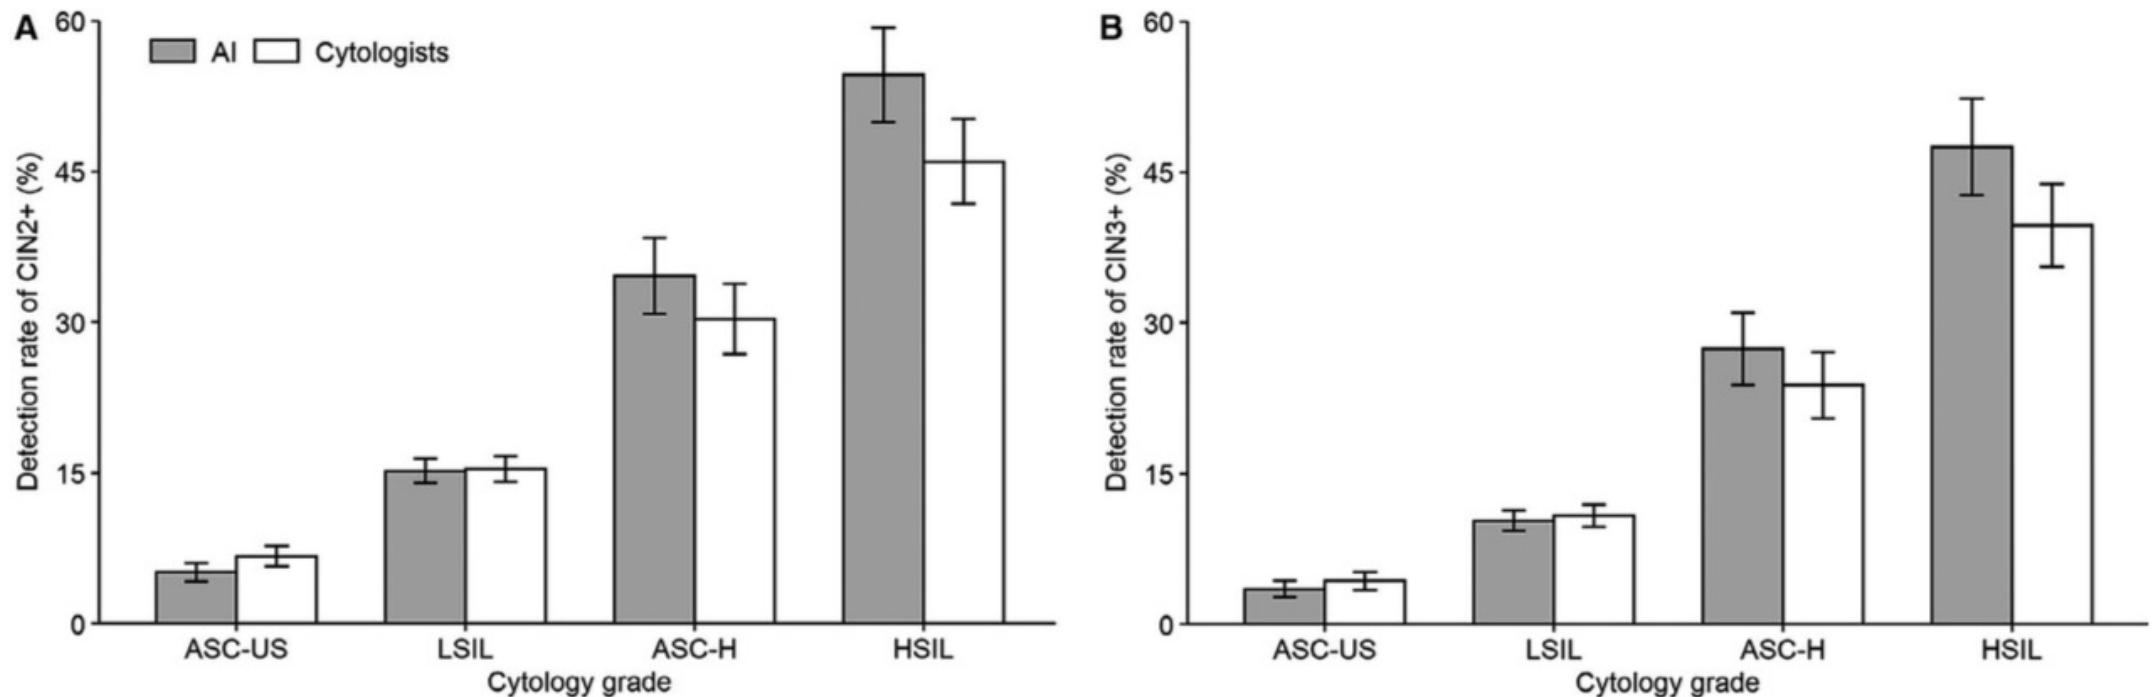 A
AI
Cytologists
Detection rate of CIN2+ (%)
60
45
30
15
0
ASC-US
LSIL
ASC-H
HSIL
Cytology grade
B
Detection rate of CIN3+ (%)
60
45
30
15
0
ASC-US
LSIL
ASC-H
HSIL
Cytology grade